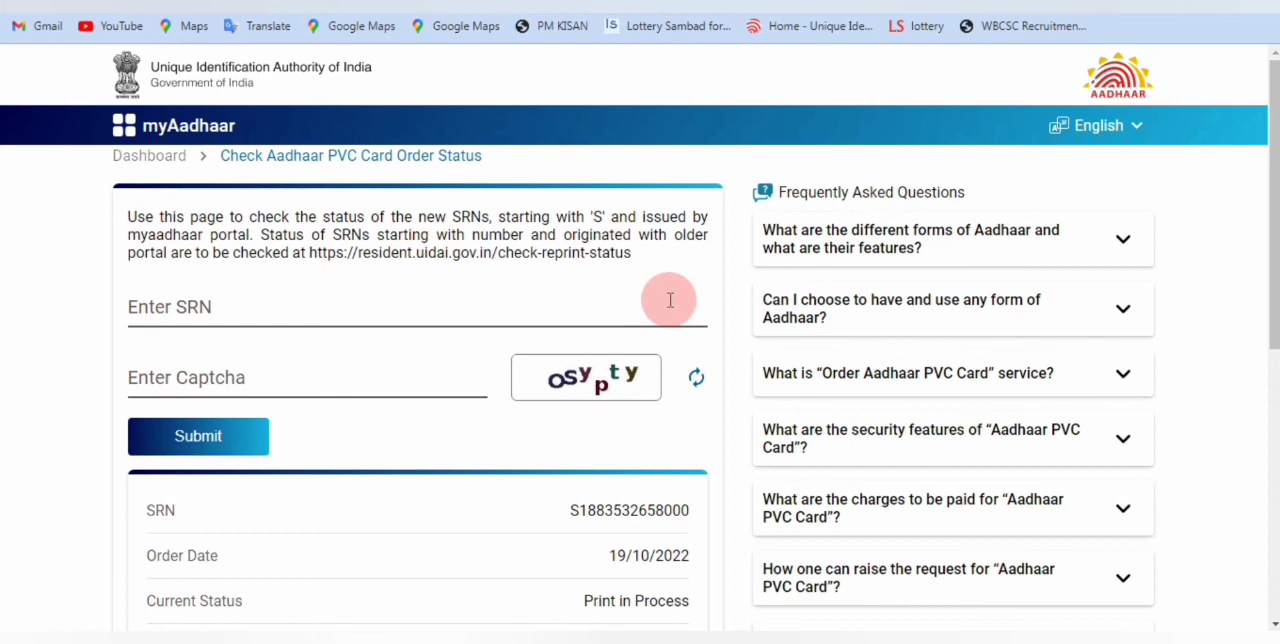 Gmail YouTube Maps Translate Google Maps Google Maps PM KISAN Lottery Sambad for... Home - Unique Ide... LS lottery WBCSC Recruitmen...
Unique Identification Authority of India
Government of India
AADHAAR
myAadhaar
English
Dashboard > Check Aadhaar PVC Card Order Status
Use this page to check the status of the new SRNs, starting with 'S' and issued by
myaadhaar portal. Status of SRNs starting with number and originated with older
portal are to be checked at https://resident.uidai.gov.in/check-reprint-status
Enter SRN
Enter Captcha
osypty
Submit
SRN S1883532658000
Order Date 19/10/2022
Current Status Print in Process
Frequently Asked Questions
What are the different forms of Aadhaar and
what are their features?
Can I choose to have and use any form of
Aadhaar?
What is “Order Aadhaar PVC Card” service?
What are the security features of “Aadhaar PVC
Card”?
What are the charges to be paid for “Aadhaar
PVC Card”?
How one can raise the request for “Aadhaar
PVC Card”?